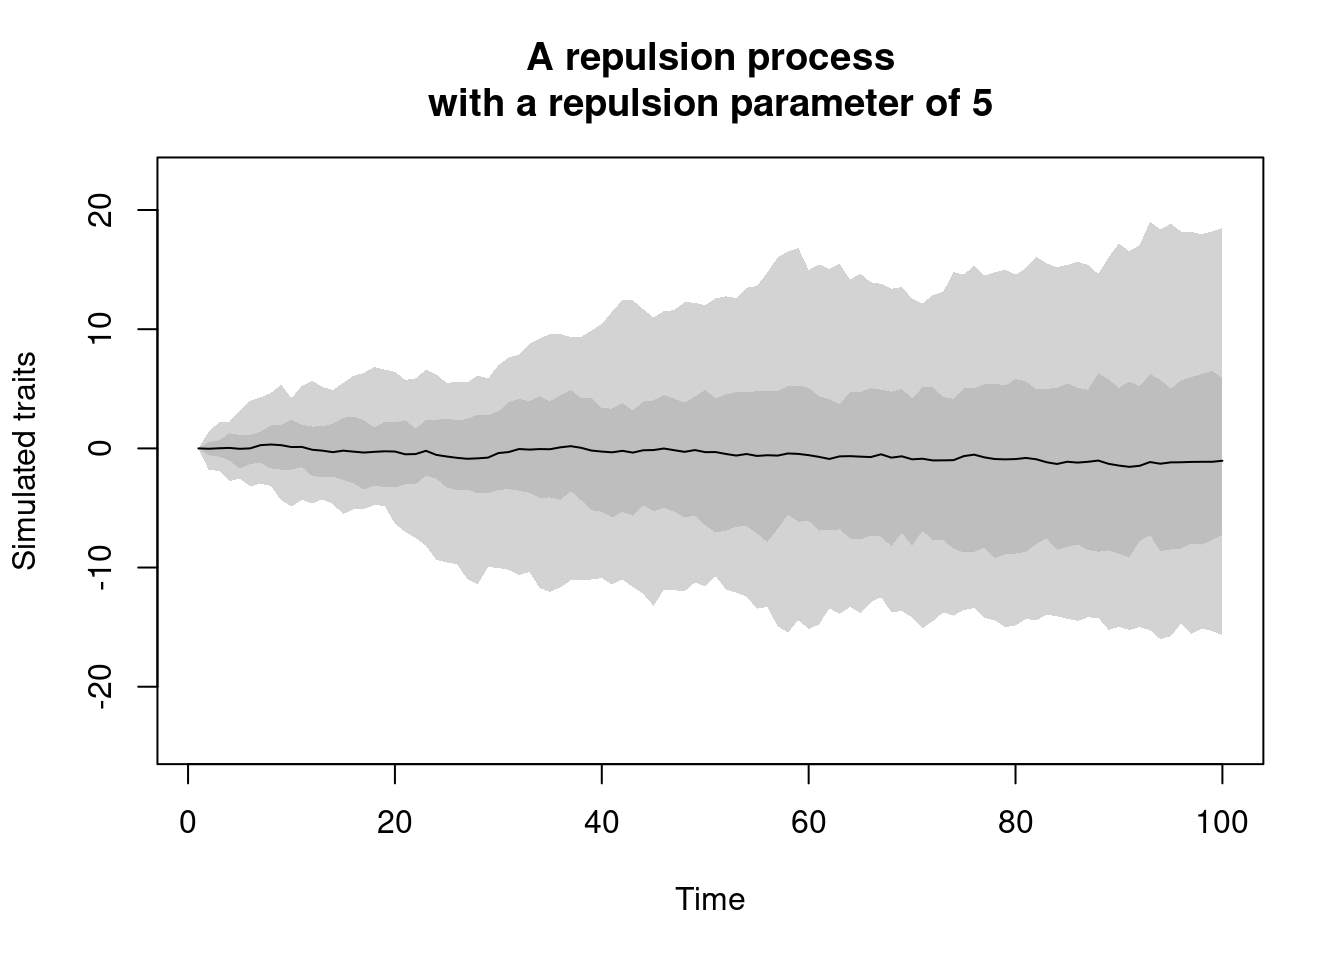 A repulsion process
with a repulsion parameter of 5
Simulated traits
20
10
0
-10
-20
0 20 40 60 80 100
Time